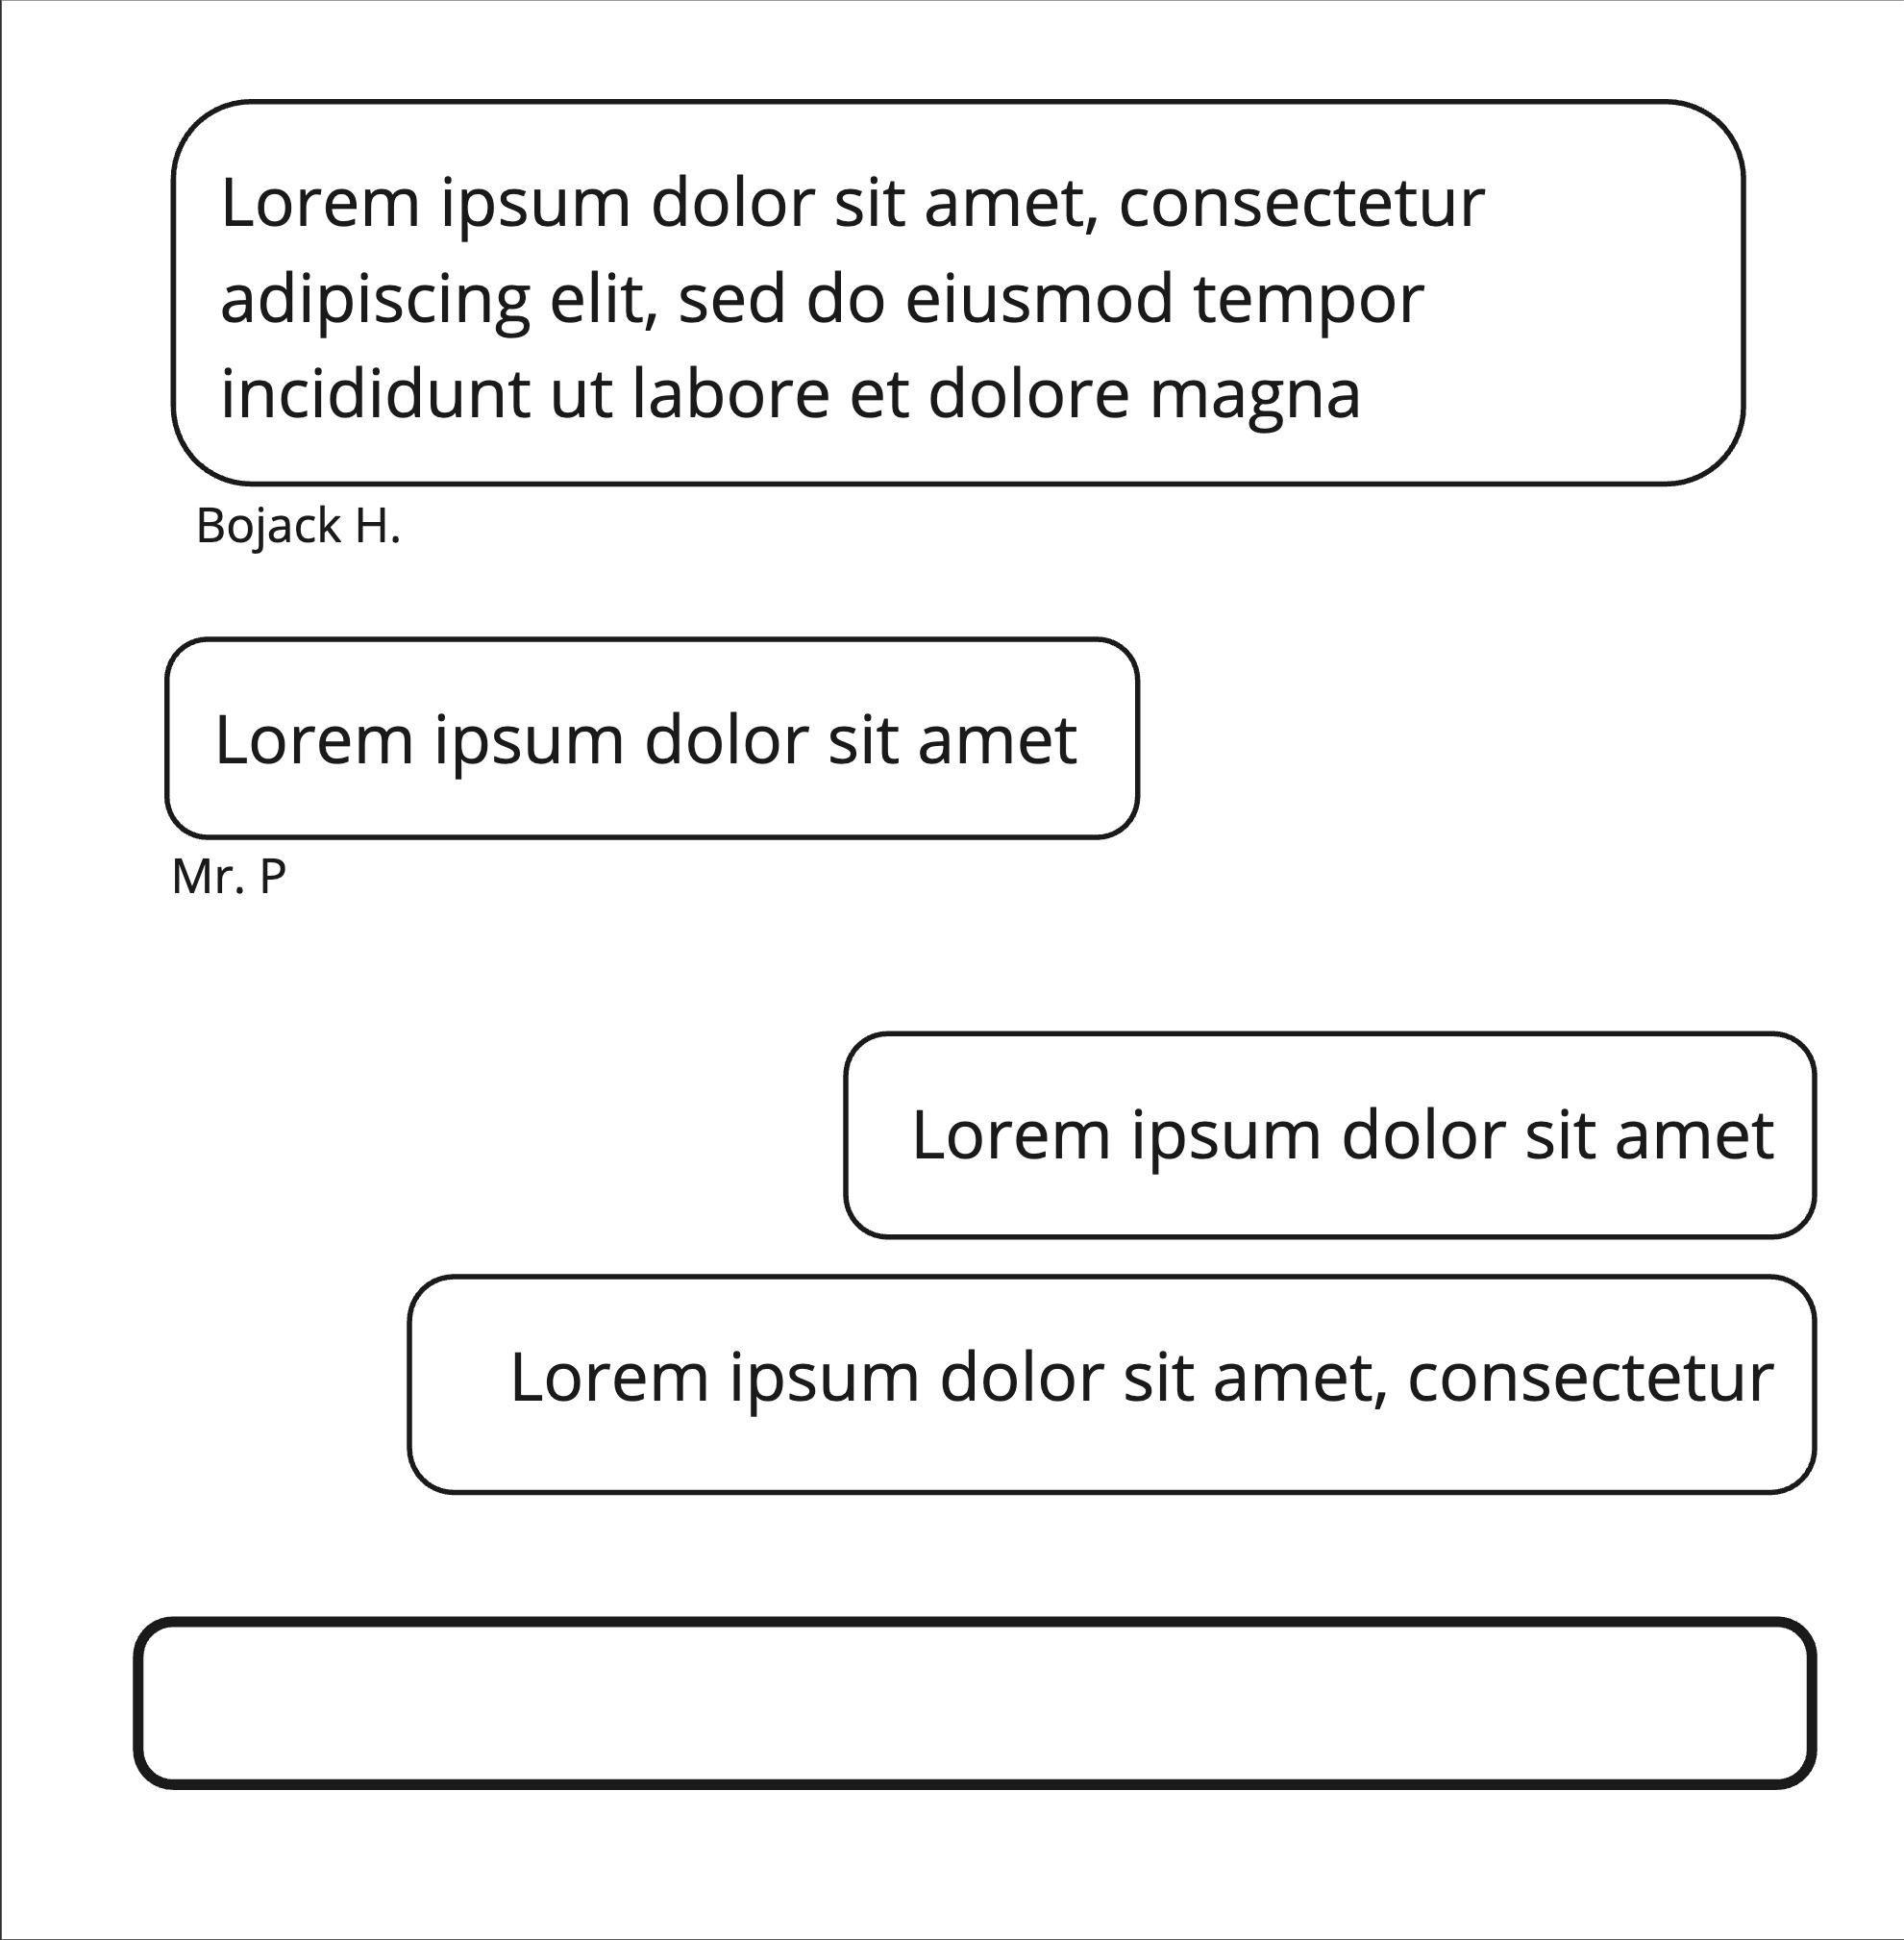 Lorem ipsum dolor sit amet, consectetur
adipiscing elit, sed do eiusmod tempor
incididunt ut labore et dolore magna
Bojack H.
Lorem ipsum dolor sit amet
Mr. P
Lorem ipsum dolor sit amet
Lorem ipsum dolor sit amet, consectetur